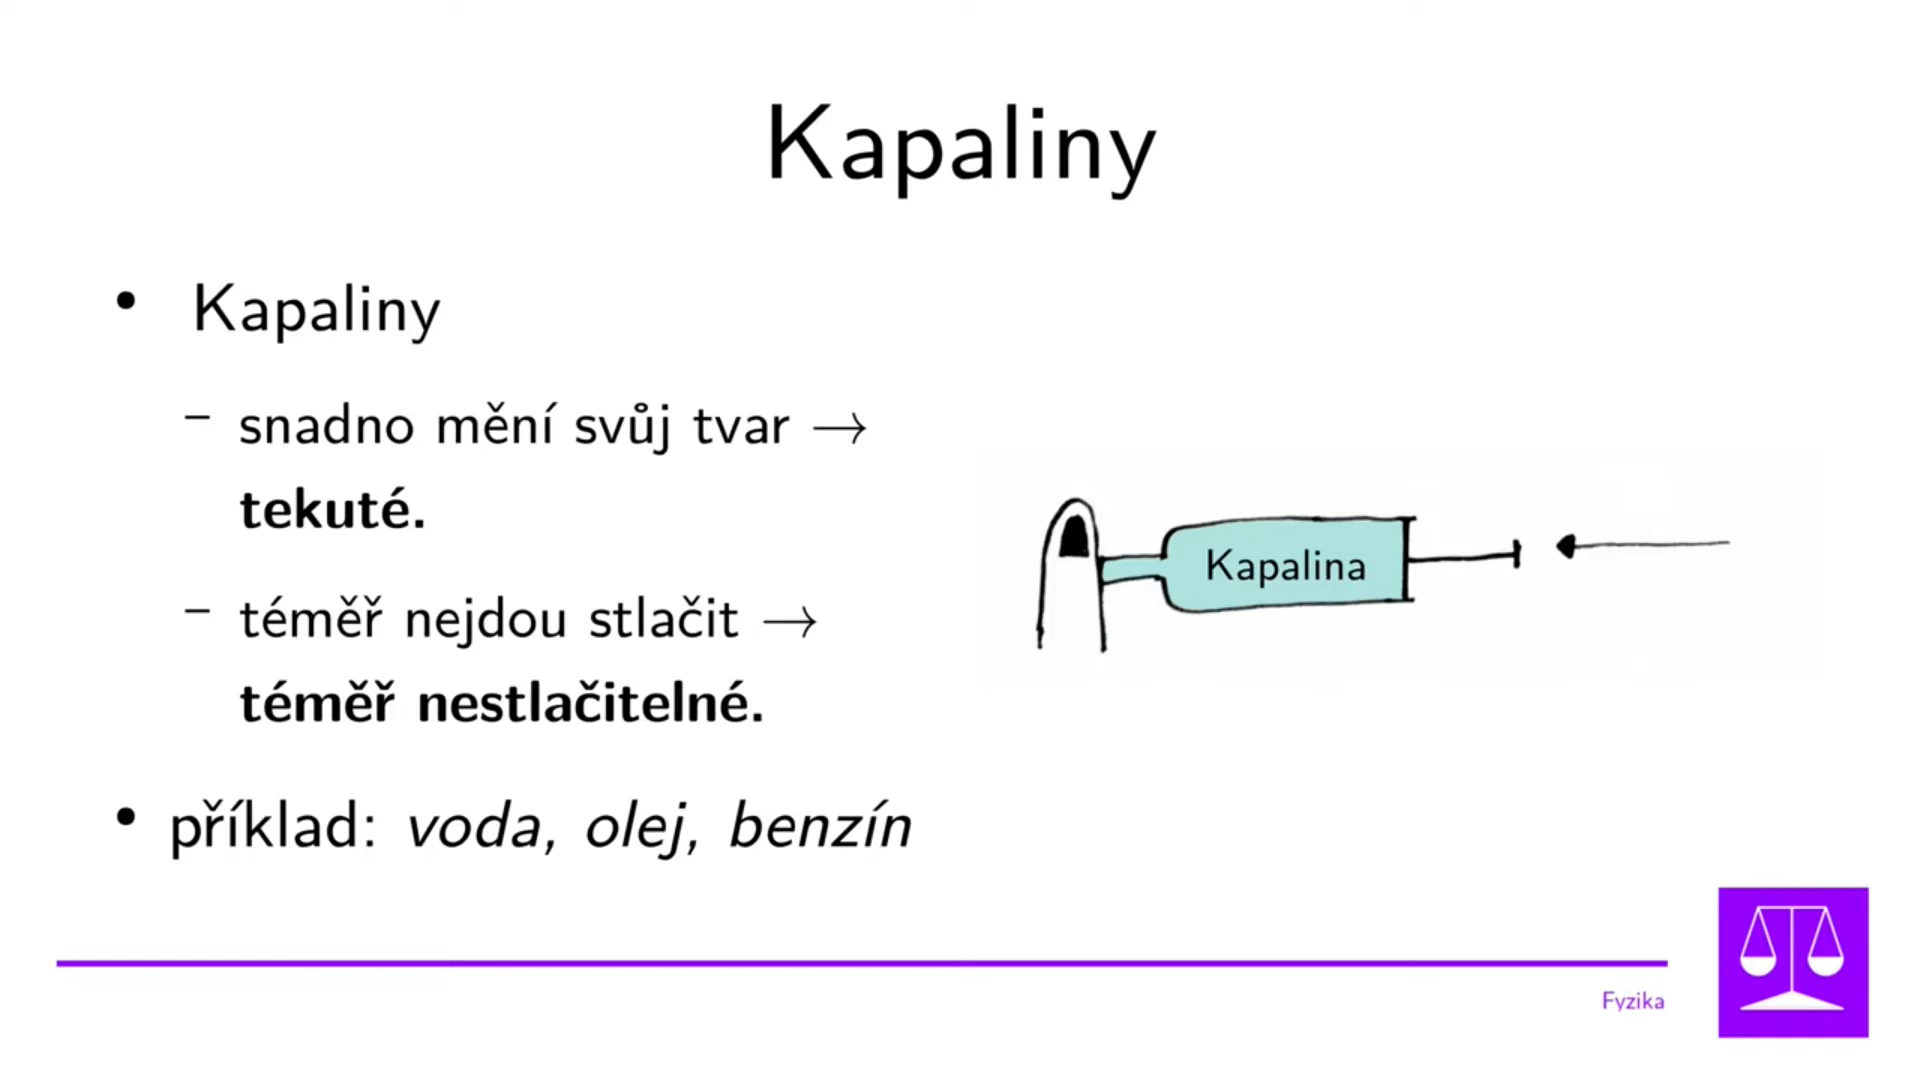 Kapaliny
• Kapaliny
– snadno mění svůj tvar →
tekuté.
– téměř nejdou stlačit →
téměř nestlačitelné.
• příklad: voda, olej, benzín
Kapalina
Fyzika